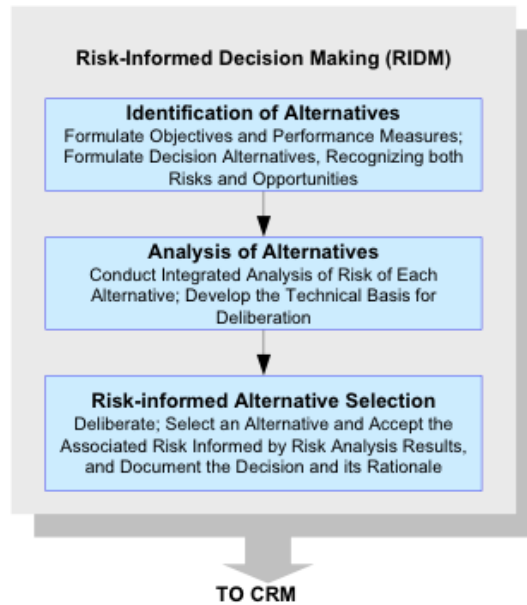 Risk-Informed Decision Making (RIDM)
Identification of Alternatives
Formulate Objectives and Performance Measures;
Formulate Decision Alternatives, Recognizing both
Risks and Opportunities
Analysis of Alternatives
Conduct Integrated Analysis of Risk of Each
Alternative; Develop the Technical Basis for
Deliberation
Risk-informed Alternative Selection
Deliberate; Select an Alternative and Accept the
Associated Risk Informed by Risk Analysis Results,
and Document the Decision and its Rationale
TO CRM